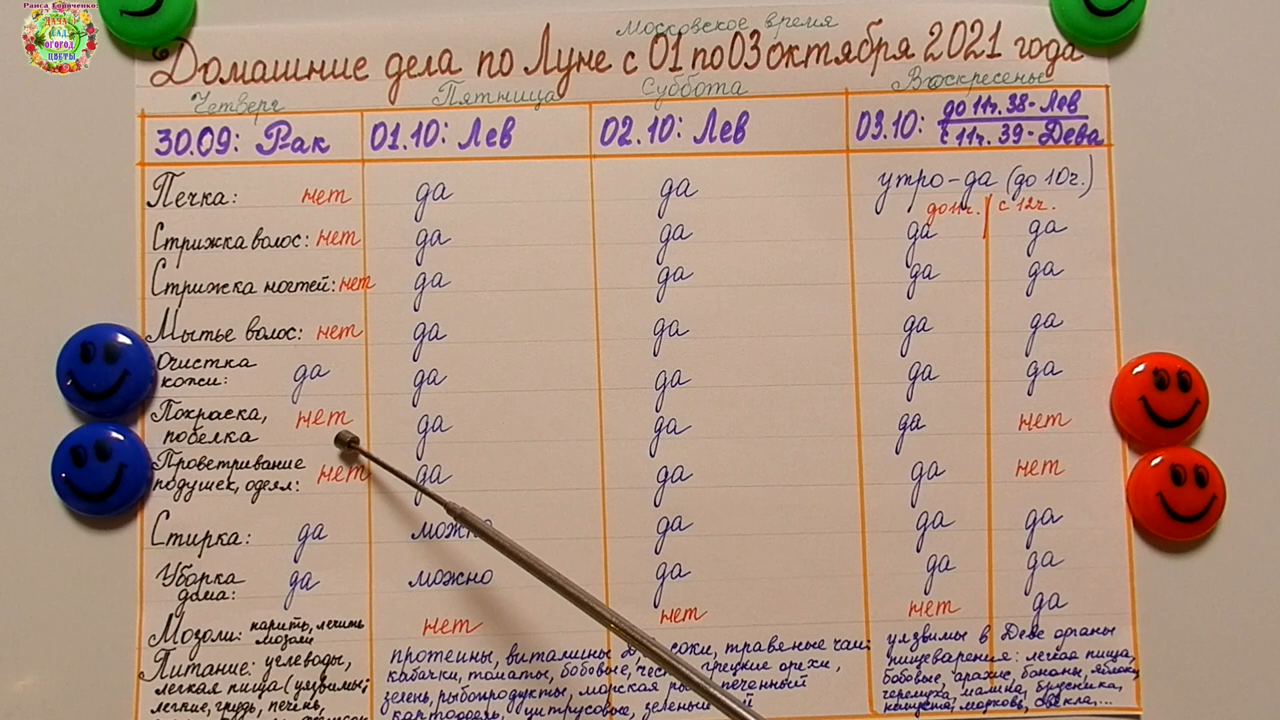 Раиса Горяченко:
ДАЧА
САД
ОГОРОД
ЦВЕТЫ
Московское время
Домашние дела по Луне с 01 по 03 октября 2021 года
Четверг Пятница Суббота Воскресенье
30.09: Рак 01.10: Лев 02.10: Лев 03.10: до 11ч. 38 - Лев
с 11ч. 39 - Дева
Печка: нет да да утро - да (до 10ч.)
до 11ч. с 12ч.
Стрижка волос: нет да да да да
Стрижка ногтей: нет да да да да
Мытье волос: нет да да да да
Очистка
кожи: да да да да да
Покраска,
побелка нет да да да нет
Проветривание
подушек, одеял: нет да да да нет
Стирка: да можно да да да
Уборка
дома: да можно да да да
Мозоли: парить, лечить
мозоли нет нет нет да
Питание: углеводы,
легкая пища (уязвимы:
легкие, грудь, печень,
протеины, витамины соки, травяные чаи;
кабачки, томаты, бобовые, грецкие орехи,
зелень, рыбопродукты, морская печенный
картофель, цитрусовые, зеленый
уязвимы в Деве органы
пищеварения: легкая пища,
бобовые, арахис, бананы, яблоки,
черемуха, малина, брусника,
капуста, морковь, свекла,...